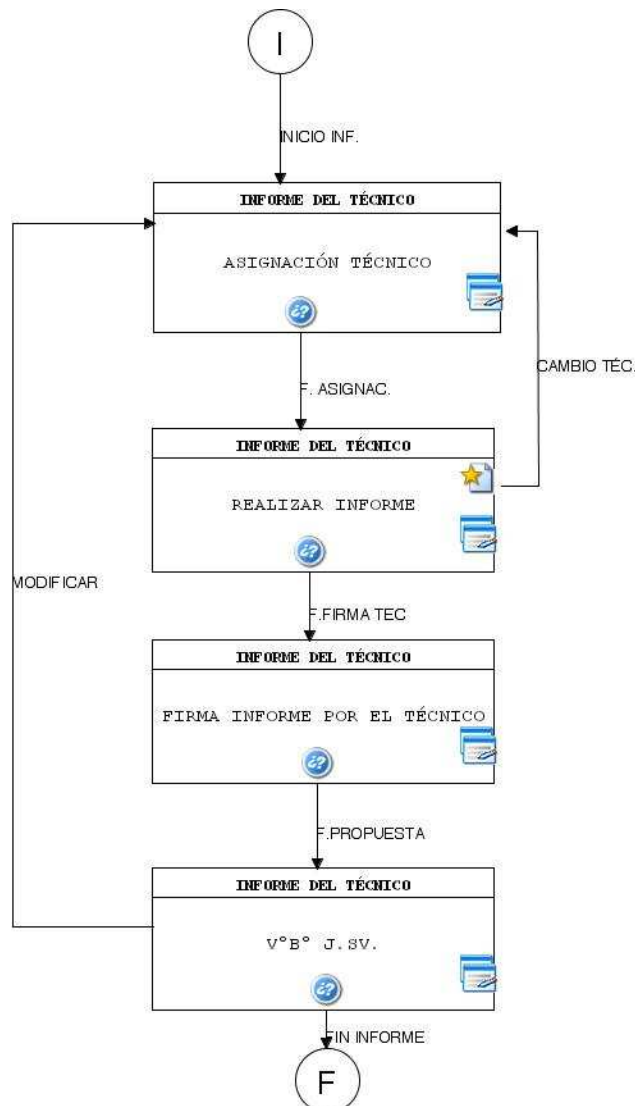 I
INICIO INF.
INFORME DEL TÉCNICO
ASIGNACIÓN TÉCNICO
¿?
CAMBIO TÉC.
F. ASIGNAC.
INFORME DEL TÉCNICO
REALIZAR INFORME
¿?
MODIFICAR
F.FIRMA TEC
INFORME DEL TÉCNICO
FIRMA INFORME POR EL TÉCNICO
¿?
F.PROPUESTA
INFORME DEL TÉCNICO
VºBº J.SV.
¿?
FIN INFORME
F